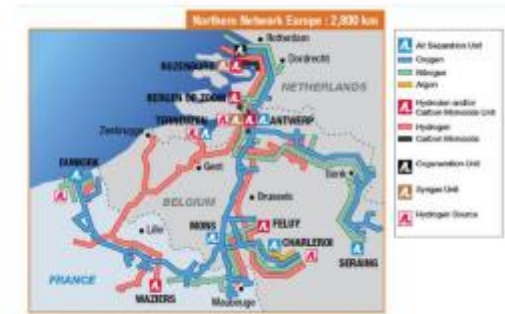 Northern Network Europe : 2,800 km
Rotterdam
Dordrecht
ROZENBURG
NETHERLANDS
BERGEN OP ZOOM
TERNEUZEN
ANTWERP
Zeebrugge
DUNKIRK
Gent
Genk
BELGIUM
Brussels
Lille
MONS
FELUY
CHARLEROI
SERAING
FRANCE
WAZIERS
Maubeuge
Air Separation Unit
Oxygen
Nitrogen
Argon
Hydrogen and/or
Carbon Monoxide Unit
Hydrogen
Carbon Monoxide
Cogeneration Unit
Syngas Unit
Hydrogen Source